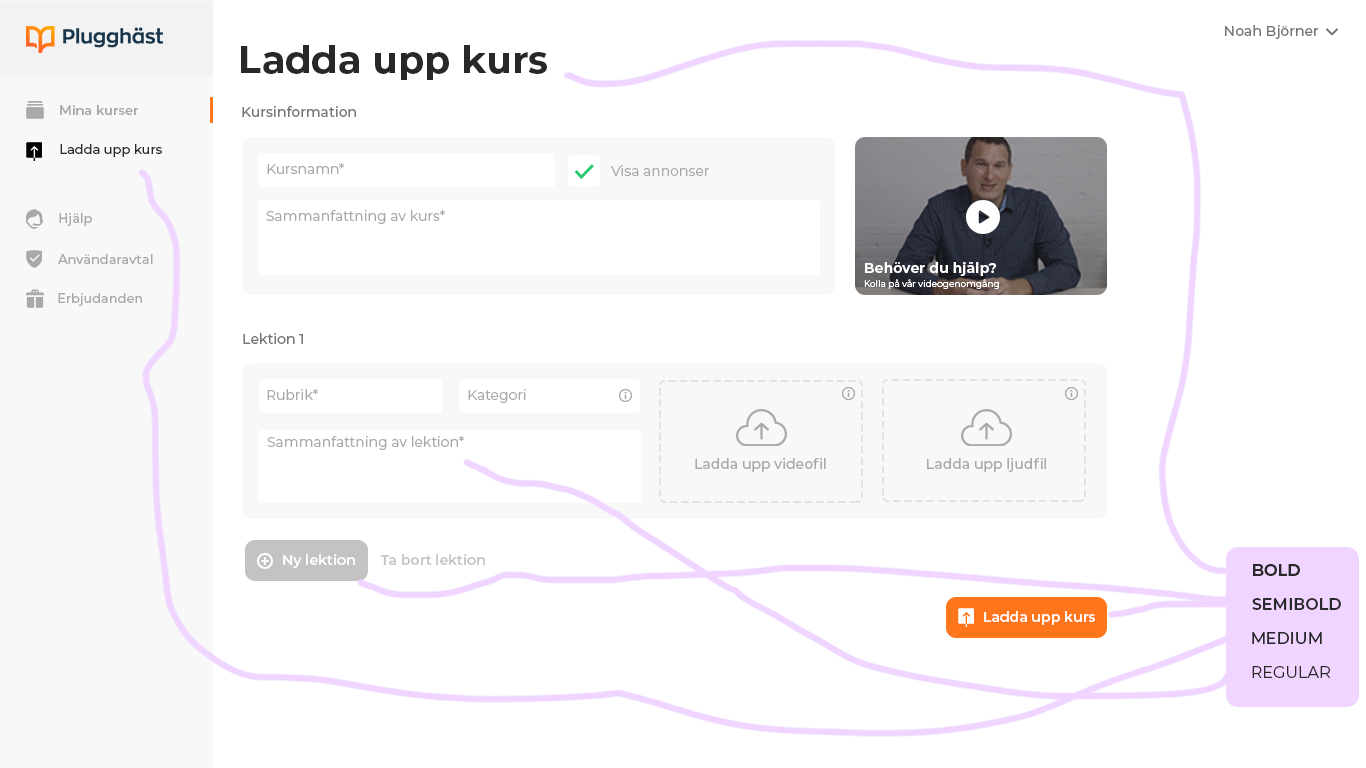 Plugghäst
Noah Björner
Mina kurser
Ladda upp kurs
Hjälp
Användaravtal
Erbjudanden
Ladda upp kurs
Kursinformation
Kursnamn*
Visa annonser
Sammanfattning av kurs*
Behöver du hjälp?
Kolla på vår videogenomgång
Lektion 1
Rubrik*
Kategori
Sammanfattning av lektion*
Ladda upp videofil
Ladda upp ljudfil
Ny lektion
Ta bort lektion
Ladda upp kurs
BOLD
SEMIBOLD
MEDIUM
REGULAR